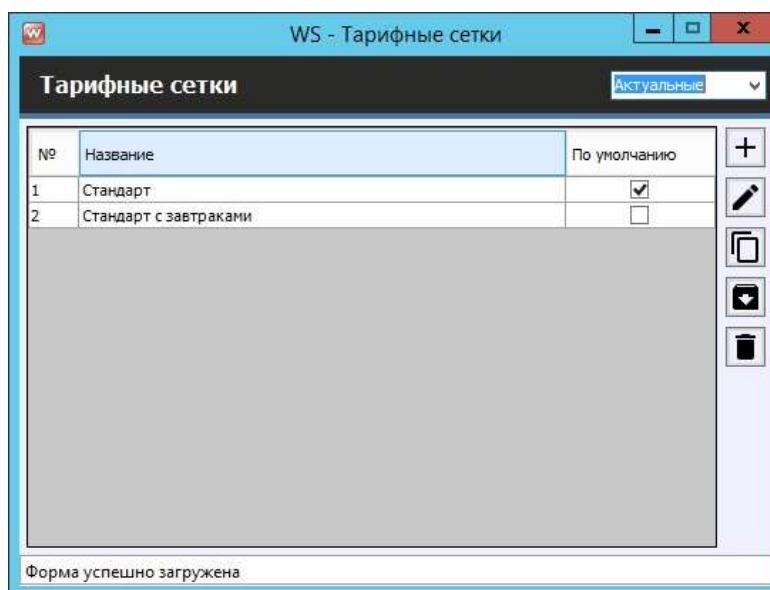 WS - Тарифные сетки
Тарифные сетки
Актуальные
№ Название По умолчанию
1 Стандарт
2 Стандарт с завтраками
Форма успешно загружена